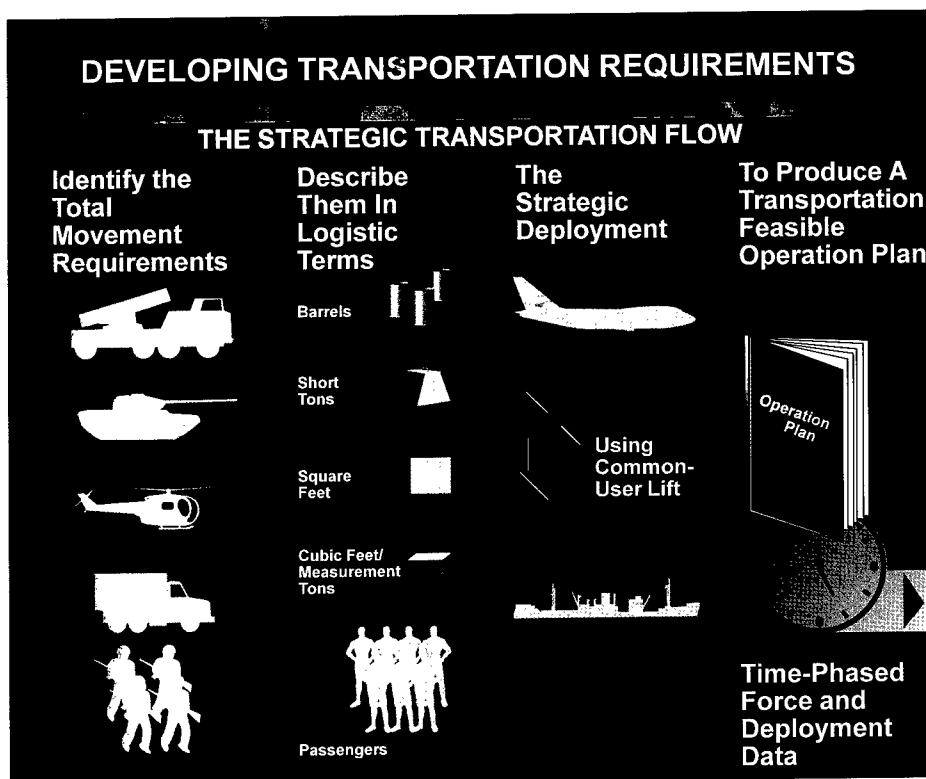 DEVELOPING TRANSPORTATION REQUIREMENTS
THE STRATEGIC TRANSPORTATION FLOW
Identify the
Total
Movement
Requirements
Describe
Them In
Logistic
Terms
Barrels
Short
Tons
Square
Feet
Cubic Feet/
Measurement
Tons
Passengers
The
Strategic
Deployment
Using
Common-
User Lift
To Produce A
Transportation
Feasible
Operation Plan
Operation
Plan
Time-Phased
Force and
Deployment
Data